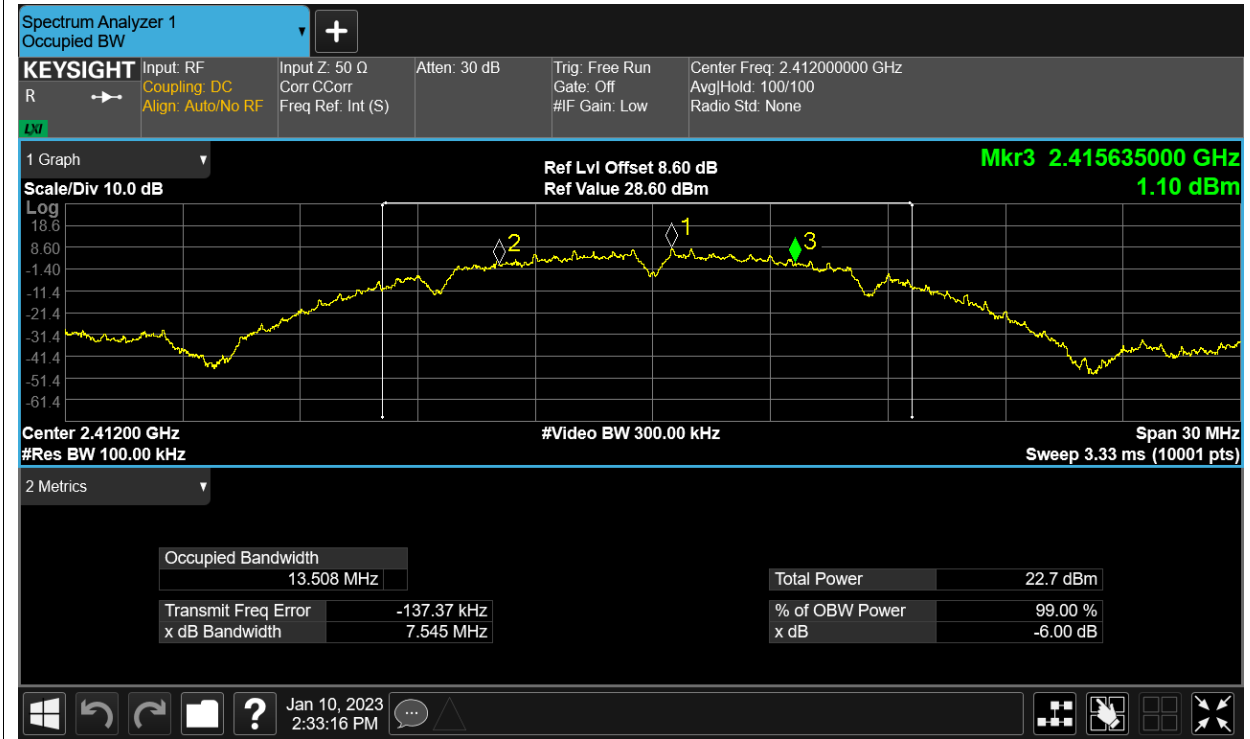 Spectrum Analyzer 1
Occupied BW
KEYSIGHT
R
LXI
Input: RF
Coupling: DC
Align: Auto/No RF
Input Z: 50 Ω
Corr CCorr
Freq Ref: Int (S)
Atten: 30 dB
Trig: Free Run
Gate: Off
#IF Gain: Low
Center Freq: 2.412000000 GHz
Avg|Hold: 100/100
Radio Std: None
1 Graph
Scale/Div 10.0 dB
Ref Lvl Offset 8.60 dB
Ref Value 28.60 dBm
Mkr3 2.415635000 GHz
1.10 dBm
Log
18.6
8.60
-1.40
-11.4
-21.4
-31.4
-41.4
-51.4
-61.4
2
1
3
Center 2.41200 GHz
#Res BW 100.00 kHz
#Video BW 300.00 kHz
Span 30 MHz
Sweep 3.33 ms (10001 pts)
2 Metrics
Occupied Bandwidth
13.508 MHz
Transmit Freq Error -137.37 kHz
x dB Bandwidth 7.545 MHz
Total Power 22.7 dBm
% of OBW Power 99.00 %
x dB -6.00 dB
?
Jan 10, 2023
2:33:16 PM